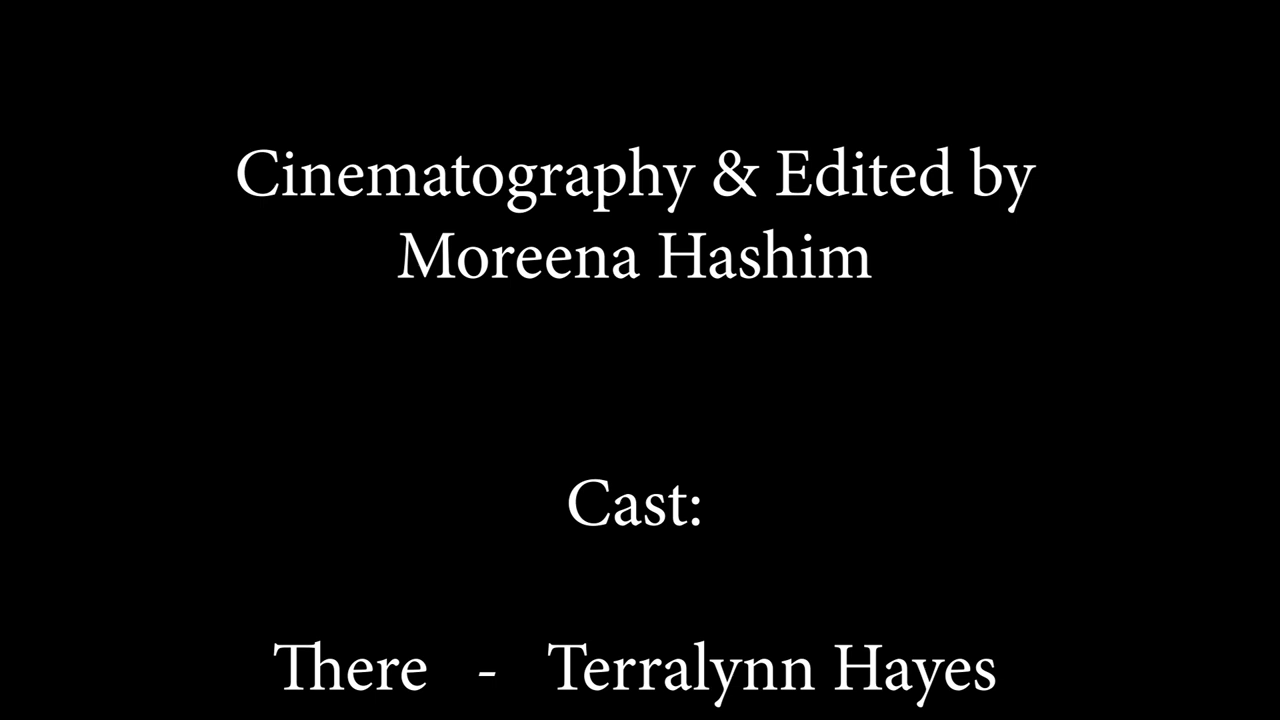 Cinematography & Edited by
Moreena Hashim
Cast:
There - Terralynn Hayes